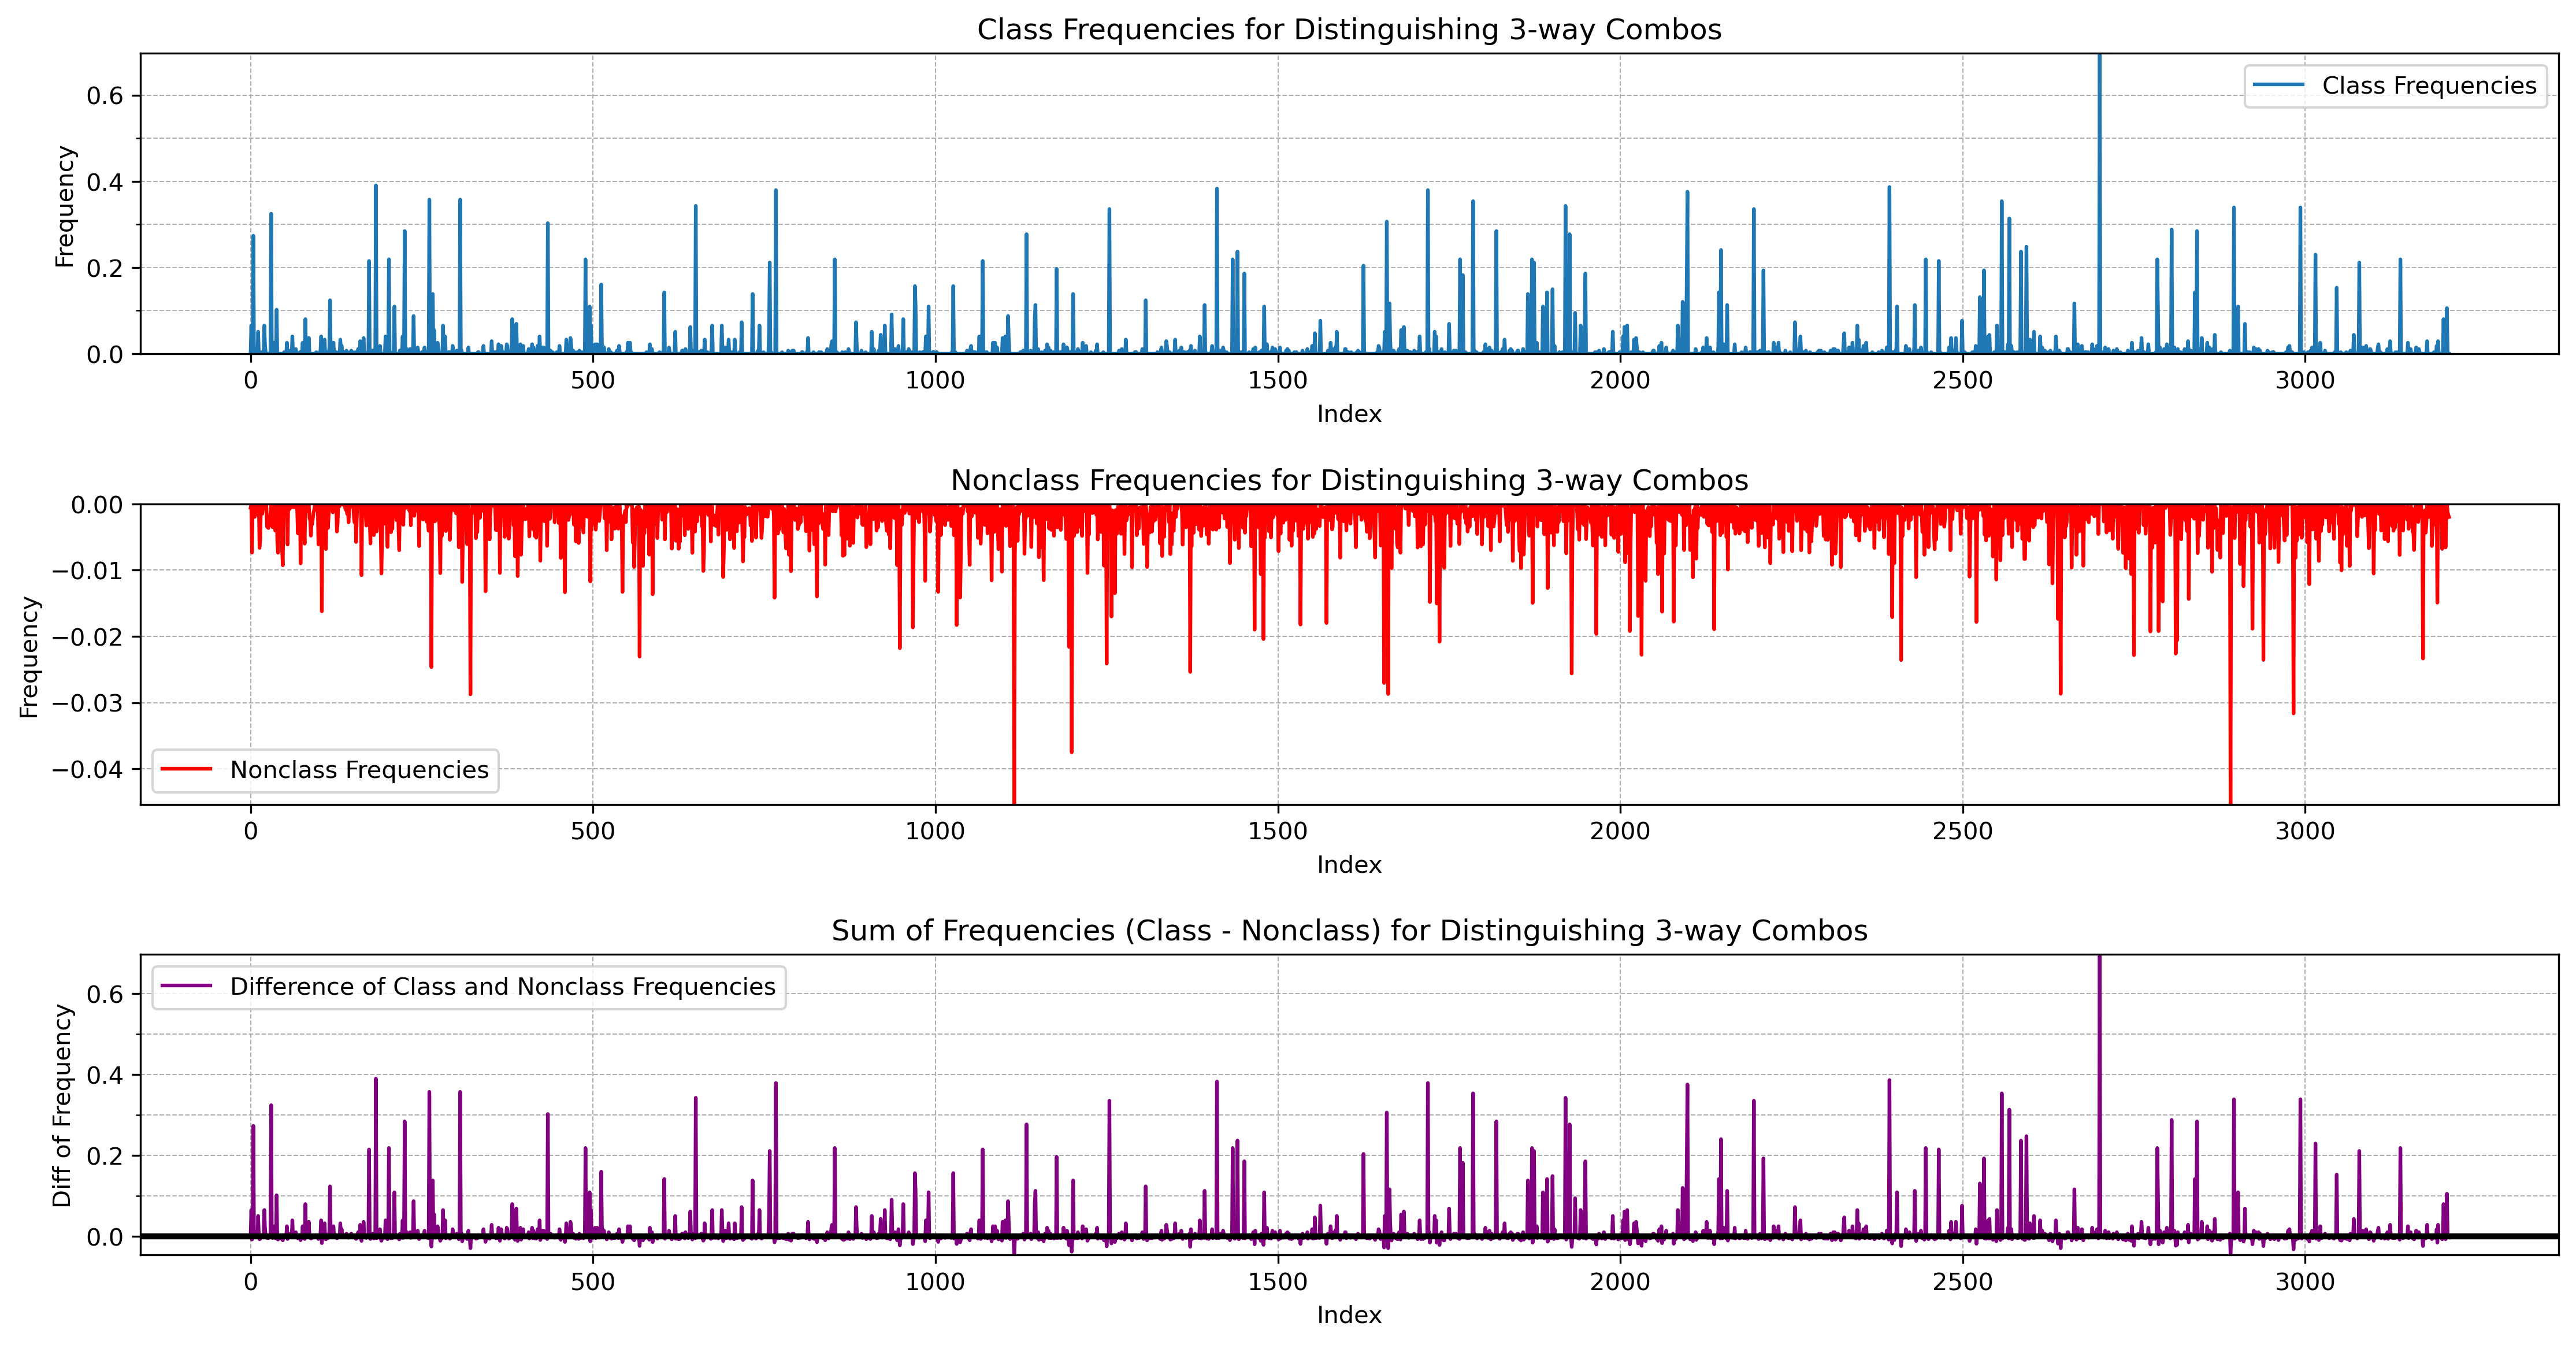 Class Frequencies for Distinguishing 3-way Combos
Frequency
0.6
0.4
0.2
0.0
Class Frequencies
0 500 1000 1500 2000 2500 3000
Index
Nonclass Frequencies for Distinguishing 3-way Combos
Frequency
0.00
−0.01
−0.02
−0.03
−0.04
Nonclass Frequencies
0 500 1000 1500 2000 2500 3000
Index
Sum of Frequencies (Class - Nonclass) for Distinguishing 3-way Combos
Diff of Frequency
0.6
0.4
0.2
0.0
Difference of Class and Nonclass Frequencies
0 500 1000 1500 2000 2500 3000
Index